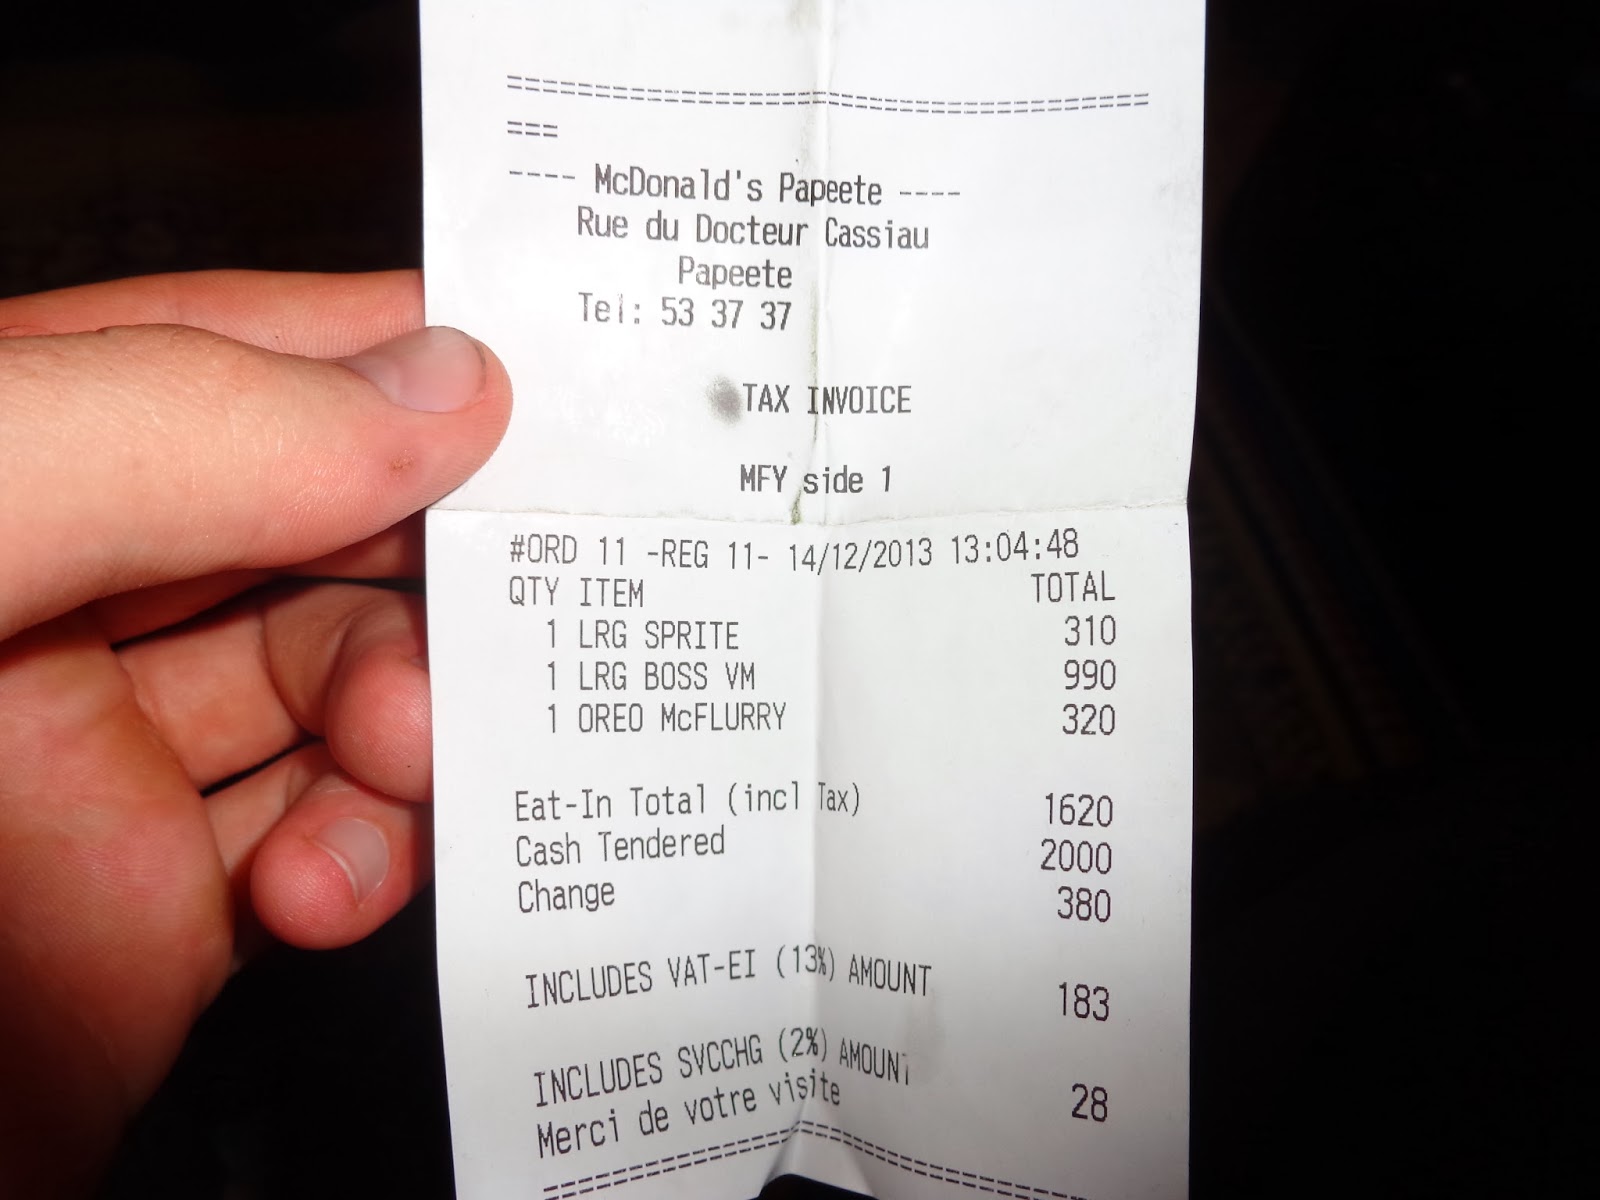 ======================================
===
---- McDonald's Papeete ----
Rue du Docteur Cassiau
Papeete
Tel: 53 37 37
TAX INVOICE
MFY side 1
#ORD 11 -REG 11- 14/12/2013 13:04:48
QTY ITEM TOTAL
1 LRG SPRITE 310
1 LRG BOSS VM 990
1 OREO McFLURRY 320
Eat-In Total (incl Tax) 1620
Cash Tendered 2000
Change 380
INCLUDES VAT-EI (13%) AMOUNT 183
INCLUDES SVCCHG (2%) AMOUNT 28
Merci de votre visite
======================================